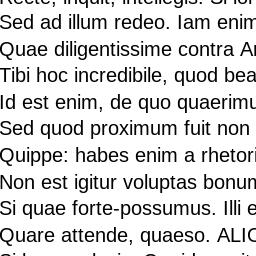 Recte, inquit, intellegis. Si lon
Sed ad illum redeo. Iam enim
Quae diligentissime contra Ar
Tibi hoc incredibile, quod bea
Id est enim, de quo quaerimu
Sed quod proximum fuit non
Quippe: habes enim a rhetori
Non est igitur voluptas bonum
Si quae forte-possumus. Illi e
Quare attende, quaeso. ALIO